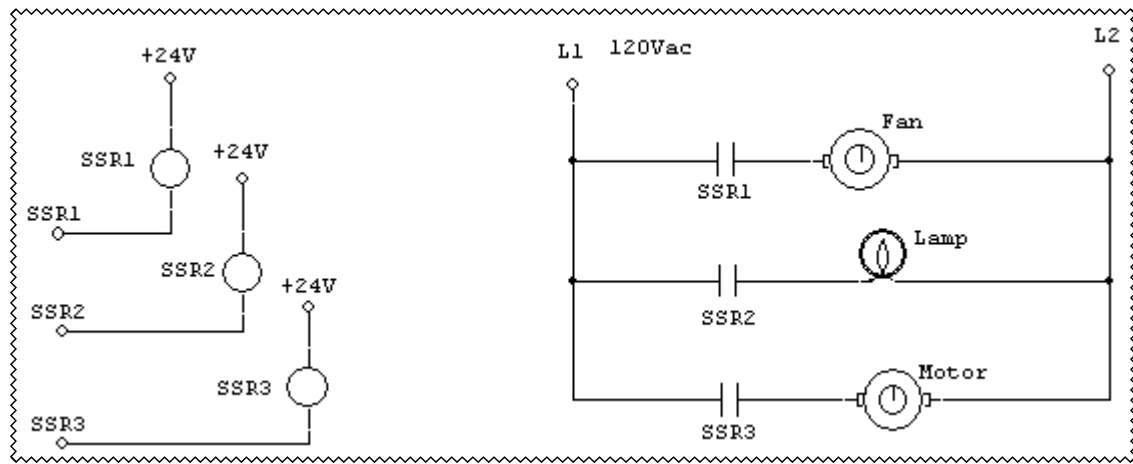 +24V
SSR1
SSR1
+24V
SSR2
SSR2
+24V
SSR3
SSR3
L1
120Vac
L2
Fan
SSR1
Lamp
SSR2
Motor
SSR3